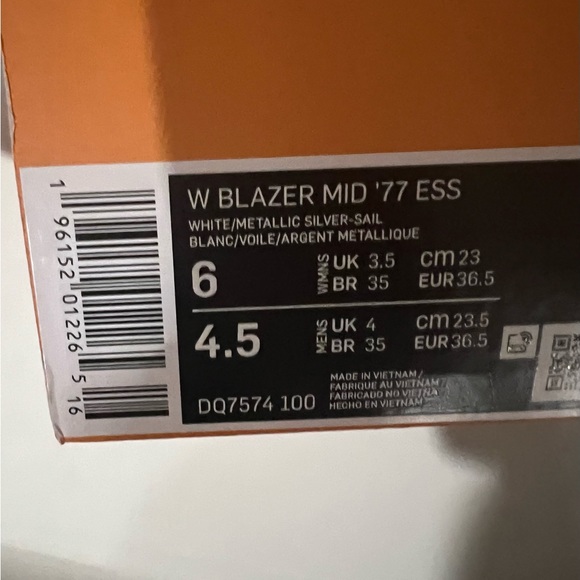 W BLAZER MID '77 ESS
WHITE/METALLIC SILVER-SAIL
BLANC/VOILE/ARGENT METALLIQUE
6 WMNS UK 3.5 cm 23
BR 35 EUR 36.5
4.5 MENS UK 4 cm 23.5
BR 35 EUR 36.5
DQ7574 100
MADE IN VIETNAM /
FABRIQUE AU VIETNAM
FABRICADO NO VIETNA
HECHO EN VIETNAM
1 96152 01226 5 16